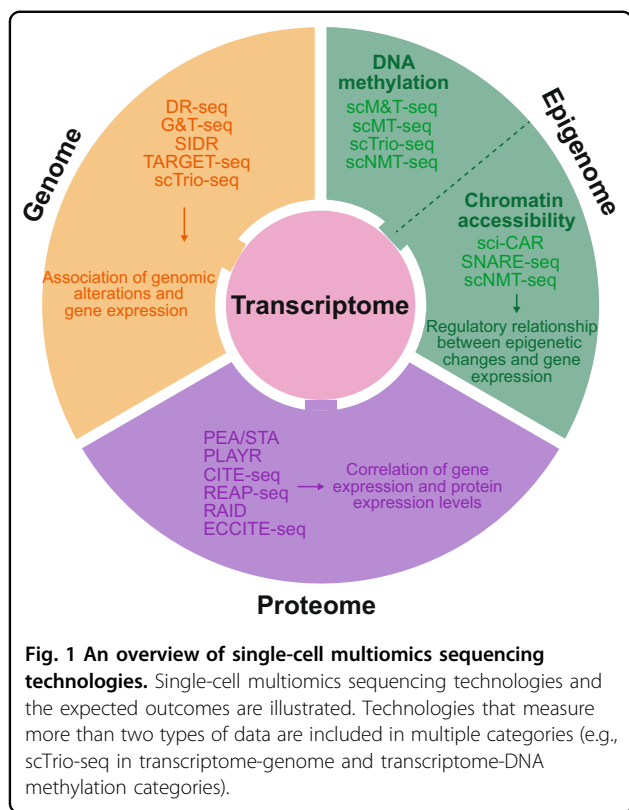 Genome
DR-seq
G&T-seq
SIDR
TARGET-seq
scTrio-seq
Association of genomic
alterations and
gene expression
DNA
methylation
scM&T-seq
scMT-seq
scTrio-seq
scNMT-seq
Epigenome
Chromatin
accessibility
sci-CAR
SNARE-seq
scNMT-seq
Regulatory relationship
between epigenetic
changes and gene
expression
Transcriptome
PEA/STA
PLAYR
CITE-seq
REAP-seq
RAID
ECCITE-seq
Correlation of gene
expression and protein
expression levels
Proteome
Fig. 1 An overview of single-cell multiomics sequencing
technologies. Single-cell multiomics sequencing technologies and
the expected outcomes are illustrated. Technologies that measure
more than two types of data are included in multiple categories (e.g.,
scTrio-seq in transcriptome-genome and transcriptome-DNA
methylation categories).